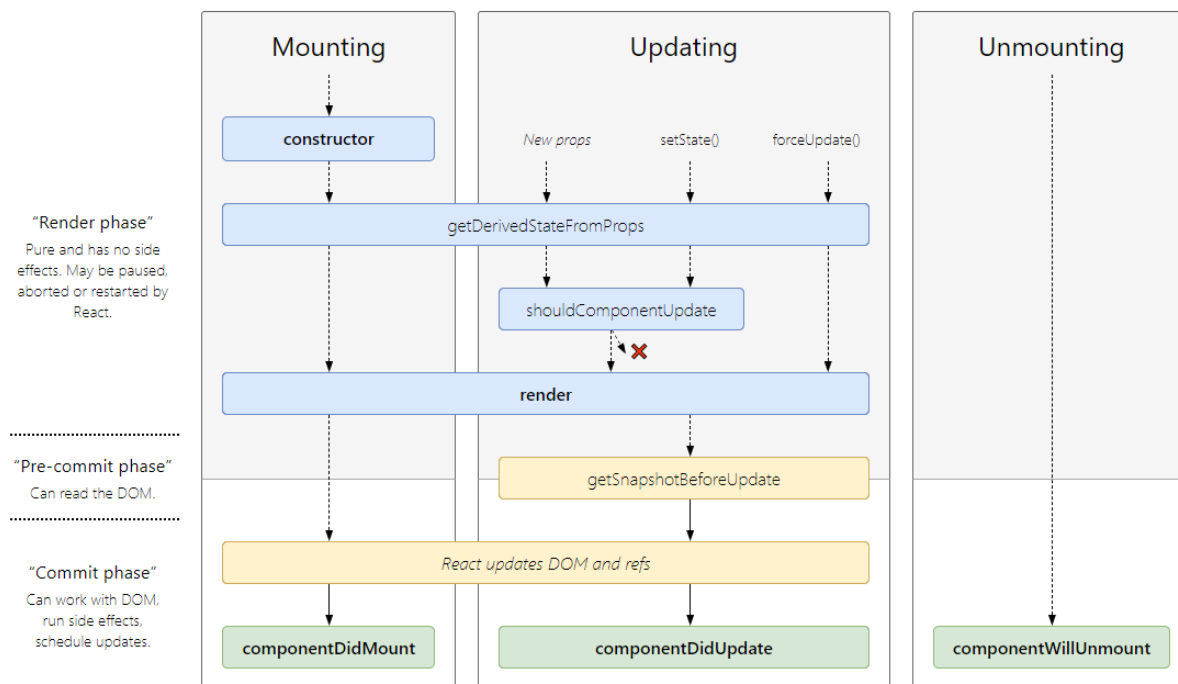 Mounting
Updating
Unmounting
constructor
New props
setState()
forceUpdate()
“Render phase”
Pure and has no side
effects. May be paused,
aborted or restarted by
React.
getDerivedStateFromProps
shouldComponentUpdate
render
“Pre-commit phase”
Can read the DOM.
getSnapshotBeforeUpdate
“Commit phase”
Can work with DOM,
run side effects,
schedule updates.
React updates DOM and refs
componentDidMount
componentDidUpdate
componentWillUnmount